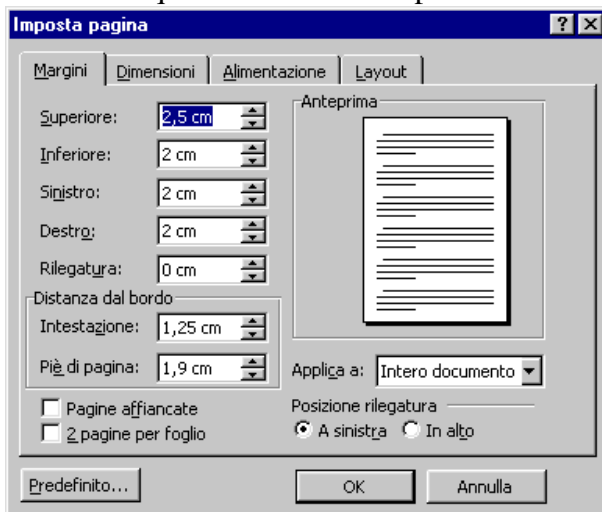 Imposta pagina
Margini Dimensioni Alimentazione Layout
Superiore: 2,5 cm
Inferiore: 2 cm
Sinistro: 2 cm
Destro: 2 cm
Rilegatura: 0 cm
Distanza dal bordo
Intestazione: 1,25 cm
Piè di pagina: 1,9 cm
Pagine affiancate
2 pagine per foglio
Anteprima
Applica a: Intero documento
Posizione rilegatura
A sinistra In alto
Predefinito... OK Annulla